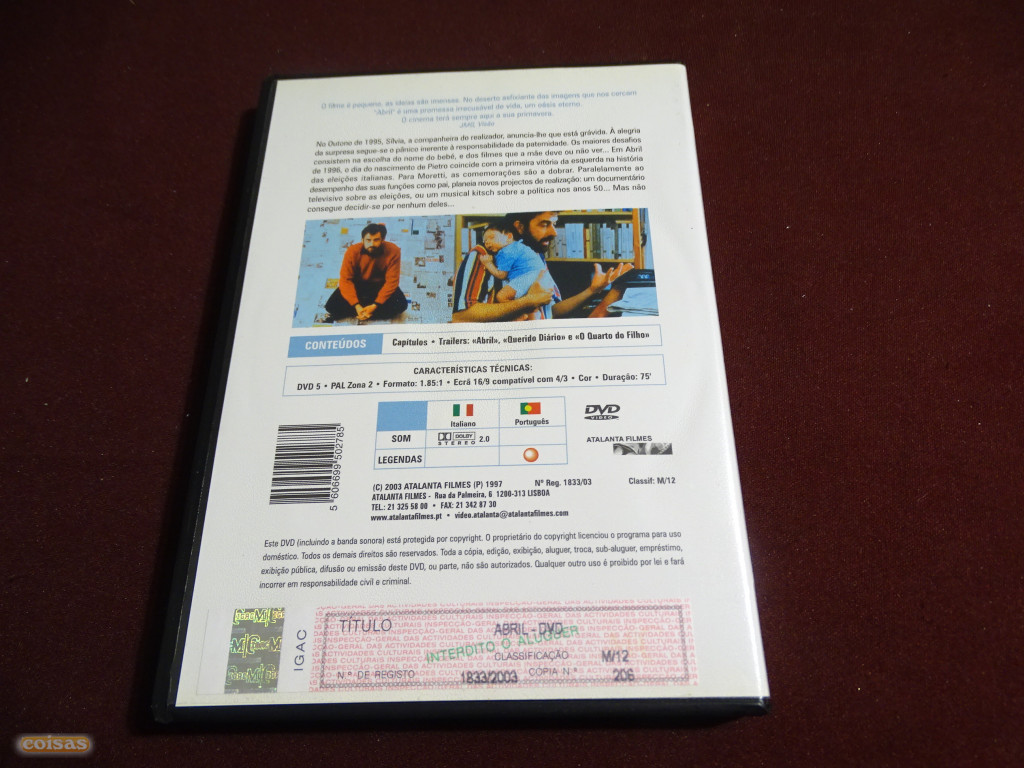 O filme é pequeno, as ideias são imensas. No deserto asfixiante das imagens que nos cercam
"Abril" é uma promessa irrecusável de vida, um oásis eterno.
O cinema terá sempre aqui a sua primavera.
No Outono de 1995, Sílvia, a companheira do realizador, anuncia-lhe que está grávida. À alegria
da surpresa segue-se o pânico inerente à responsabilidade da paternidade. Os maiores desafios
consistem na escolha do nome do bebé, e dos filmes que a mãe deve ou não ver... Em Abril
de 1996, o dia do nascimento de Pietro coincide com a primeira vitória da esquerda na história
das eleições italianas. Para Moretti, as comemorações são a dobrar. Paralelamente ao
desempenho das suas funções como pai, planeia novos projectos de realização: um documentário
televisivo sobre as eleições, ou um musical kitsch sobre a política nos anos 50... Mas não
consegue decidir-se por nenhum deles...
CONTEÚDOS Capítulos • Trailers: «Abril», «Querido Diário» e «O Quarto do Filho»
CARACTERÍSTICAS TÉCNICAS:
DVD 5 • PAL Zona 2 • Formato: 1.85:1 • Ecrã 16/9 compatível com 4/3 • Cor • Duração: 75'
Italiano Português
SOM DOLBY STEREO 2.0
LEGENDAS
DVD
VIDEO
ATALANTA FILMES
5 606699 502785
(C) 2003 ATALANTA FILMES (P) 1997 Nº Reg. 1833/03 Classif: M/12
ATALANTA FILMES - Rua da Palmeira, 6 1200-313 LISBOA
TEL: 21 325 58 00 • FAX: 21 342 87 30
www.atalantafilmes.pt • video.atalanta@atalantafilmes.com
Este DVD (incluindo a banda sonora) está protegido por copyright. O proprietário do copyright licenciou o programa para uso
doméstico. Todos os demais direitos são reservados. Toda a cópia, edição, exibição, aluguer, troca, sub-aluguer, empréstimo,
exibição pública, difusão ou emissão deste DVD, ou parte, não são autorizados. Qualquer outro uso é proibido por lei e fará
incorrer em responsabilidade civil e criminal.
IGAC
TÍTULO ABRIL - DVD
INTERDITO O ALUGUER
CLASSIFICAÇÃO M/12
N.º DE REGISTO 1833/2003 CÓPIA N.º 206
coisas